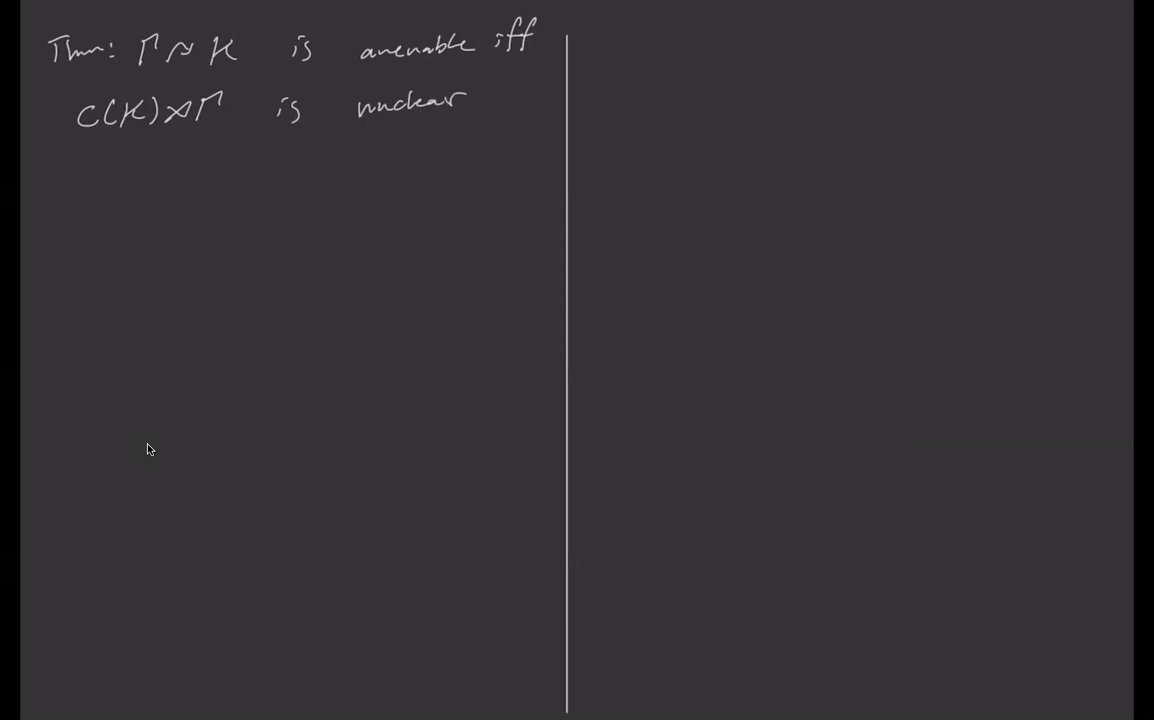 Thm: Γ ↷ K is amenable iff
C(K)⋊Γ is nuclear